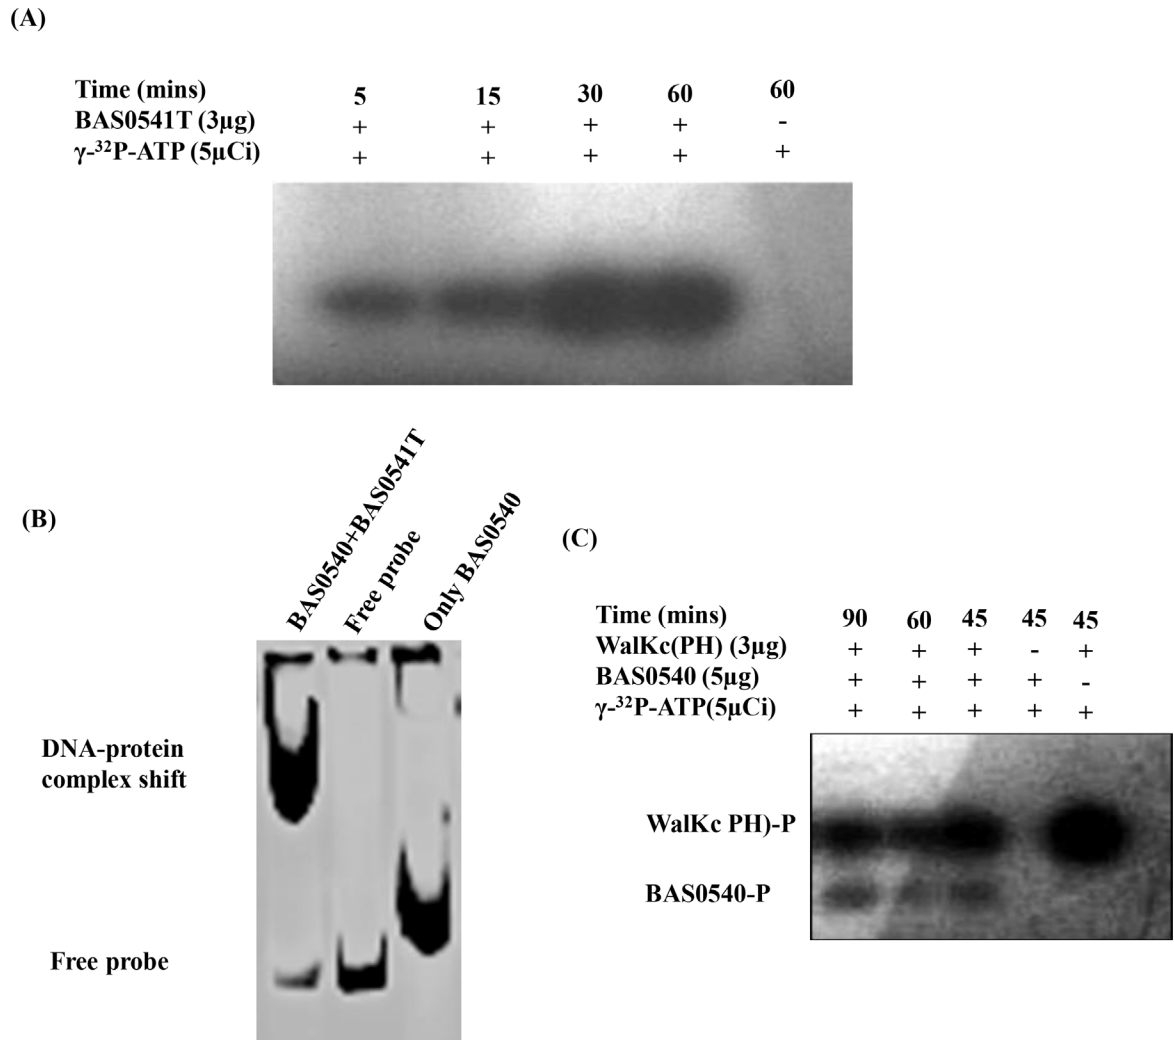 (A)
Time (mins) 5 15 30 60 60
BAS0541T (3µg) + + + + -
γ-³²P-ATP (5µCi) + + + + +
(B)
BAS0540+BAS0541T
Free probe
Only BAS0540
DNA-protein
complex shift
Free probe
(C)
Time (mins) 90 60 45 45 45
WalKc(PH) (3µg) + + + - +
BAS0540 (5µg) + + + + -
γ-³²P-ATP(5µCi) + + + + +
WalKc PH)-P
BAS0540-P